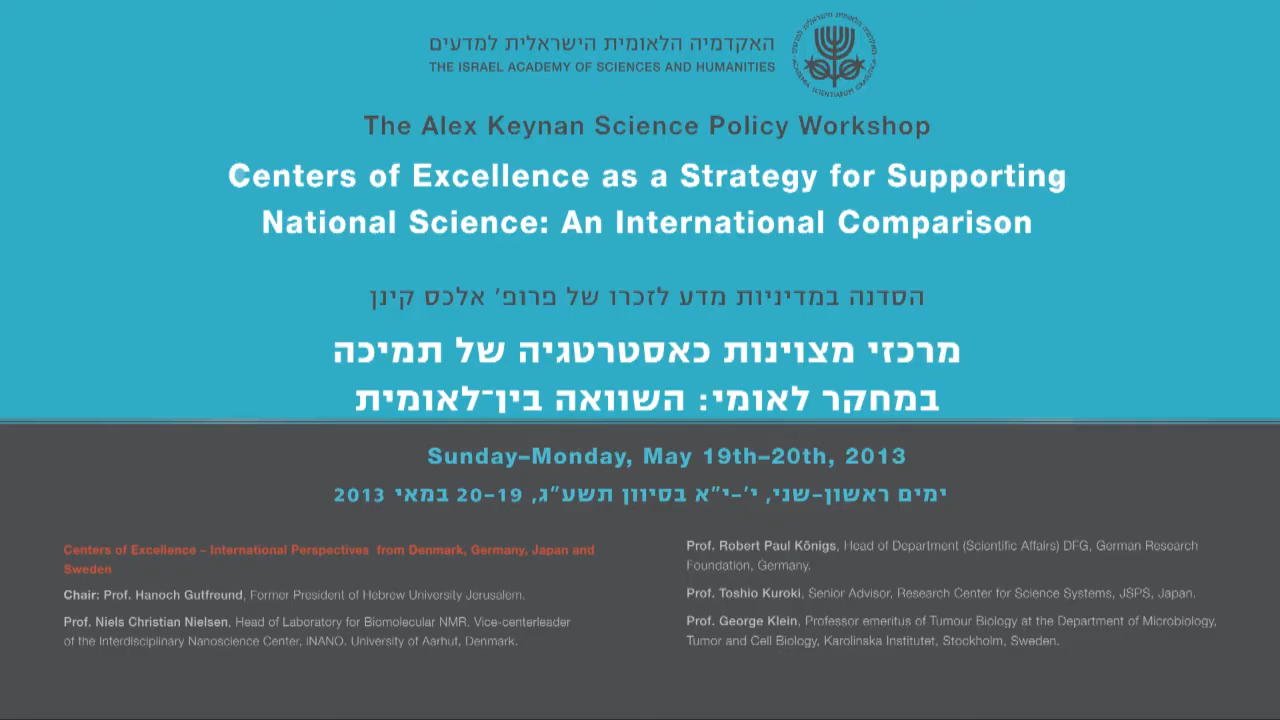 האקדמיה הלאומית הישראלית למדעים
THE ISRAEL ACADEMY OF SCIENCES AND HUMANITIES
The Alex Keynan Science Policy Workshop
Centers of Excellence as a Strategy for Supporting
National Science: An International Comparison
הסדנה במדיניות מדע לזכרו של פרופ׳ אלכס קינן
מרכזי מצוינות כאסטרטגיה של תמיכה
במחקר לאומי: השוואה בין־לאומית
Sunday–Monday, May 19th–20th, 2013
ימים ראשון–שני, י׳–י״א בסיוון תשע״ג, 20–19 במאי 2013
Centers of Excellence – International Perspectives from Denmark, Germany, Japan and
Sweden
Chair: Prof. Hanoch Gutfreund, Former President of Hebrew University Jerusalem.
Prof. Niels Christian Nielsen, Head of Laboratory for Biomolecular NMR. Vice-centerleader
of the Interdisciplinary Nanoscience Center, iNANO. University of Aarhut, Denmark.
Prof. Robert Paul Königs, Head of Department (Scientific Affairs) DFG, German Research
Foundation, Germany.
Prof. Toshio Kuroki, Senior Advisor, Research Center for Science Systems, JSPS, Japan.
Prof. George Klein, Professor emeritus of Tumour Biology at the Department of Microbiology,
Tumor and Cell Biology, Karolinska Institutet, Stockholm, Sweden.